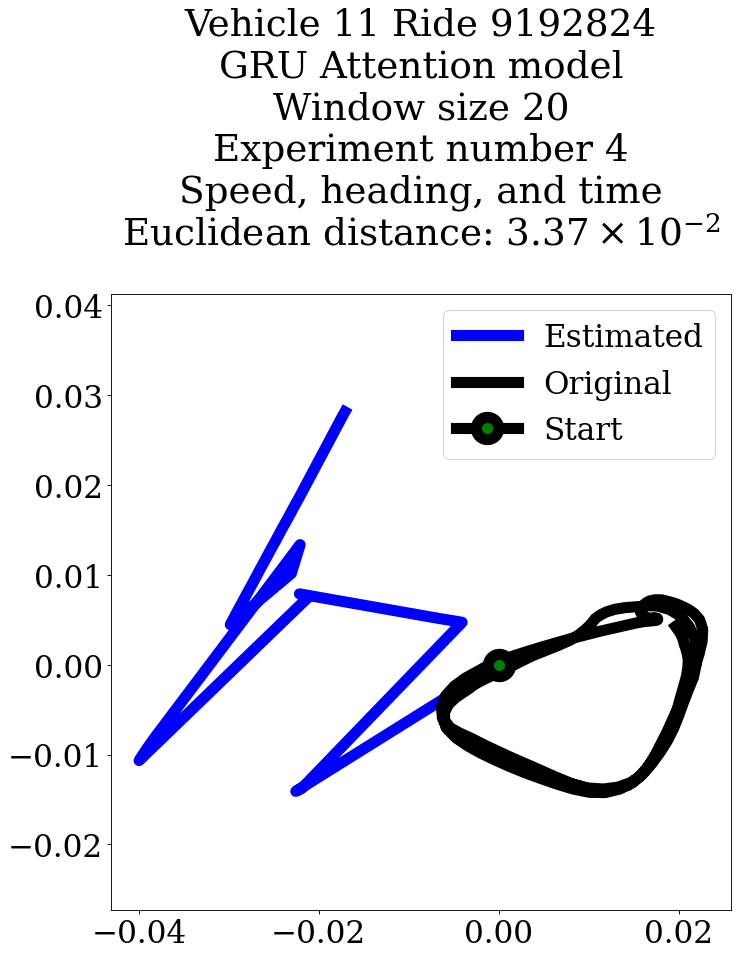 Vehicle 11 Ride 9192824
GRU Attention model
Window size 20
Experiment number 4
Speed, heading, and time
Euclidean distance: 3.37 × 10⁻²
0.04
0.03
0.02
0.01
0.00
−0.01
−0.02
Estimated
Original
Start
−0.04
−0.02
0.00
0.02